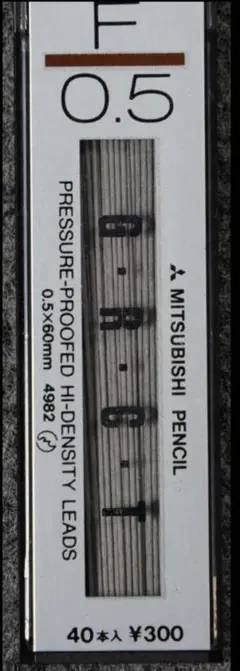 0.5
G·R·C·T
MITSUBISHI PENCIL
PRESSURE-PROOFED HI-DENSITY LEADS
0.5×60mm 4982
40本入 ¥300